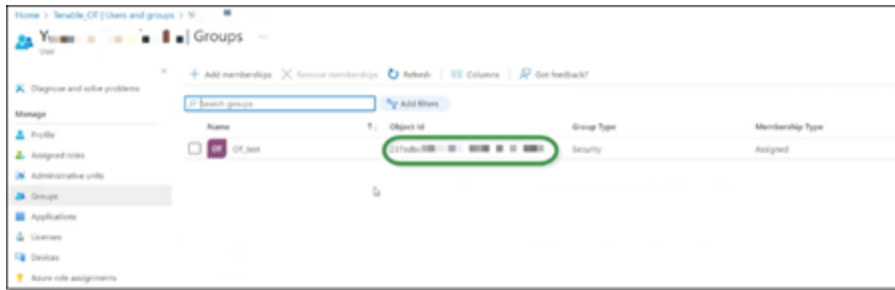 Home > Tenable_OT | Users and groups >
| Groups ...
User
Diagnose and solve problems
Manage
Profile
Assigned roles
Administrative units
Groups
Applications
Licenses
Devices
Azure role assignments
+ Add memberships Remove memberships Refresh Columns Got feedback?
Search groups Add filters
Name Object Id Group Type Membership Type
OT OT_test Security Assigned